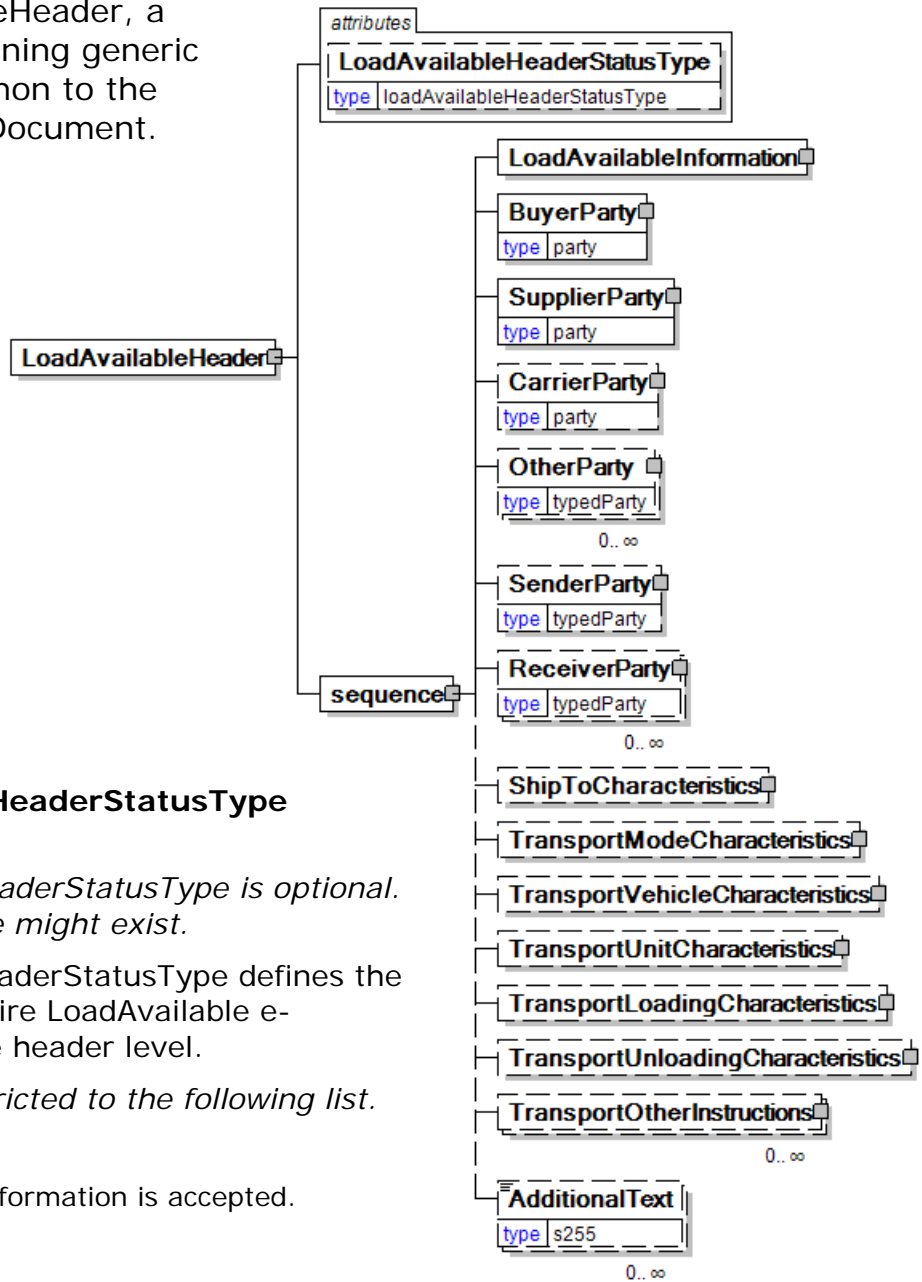 eHeader, a
ning generic
non to the
Document.
attributes
LoadAvailableHeaderStatusType
type loadAvailableHeaderStatusType
LoadAvailableInformation
BuyerParty
type party
SupplierParty
type party
LoadAvailableHeader
CarrierParty
type party
OtherParty
type typedParty
0.. ∞
SenderParty
type typedParty
ReceiverParty
type typedParty
0.. ∞
sequence
ShipToCharacteristics
TransportModeCharacteristics
TransportVehicleCharacteristics
TransportUnitCharacteristics
TransportLoadingCharacteristics
TransportUnloadingCharacteristics
TransportOtherInstructions
0.. ∞
AdditionalText
type s255
0.. ∞
HeaderStatusType
eaderStatusType is optional.
e might exist.
eaderStatusType defines the
ire LoadAvailable e-
e header level.
ricted to the following list.
formation is accepted.